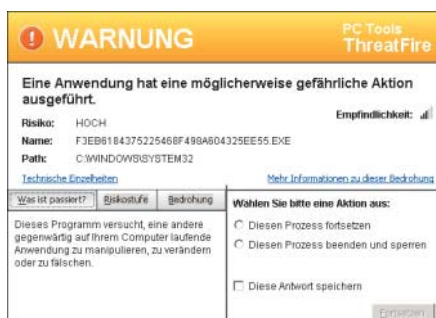 WARNUNG
PC Tools
ThreatFire
Eine Anwendung hat eine möglicherweise gefährliche Aktion
ausgeführt.
Empfindlichkeit:
Risiko: HOCH
Name: F3EB6184375225468F498A604325EE55.EXE
Path: C:\WINDOWS\SYSTEM32
Technische Einzelheiten
Mehr Informationen zu dieser Bedrohung
Was ist passiert? Risikostufe Bedrohung
Dieses Programm versucht, eine andere
gegenwärtig auf Ihrem Computer laufende
Anwendung zu manipulieren, zu verändern
oder zu fälschen.
Wählen Sie bitte eine Aktion aus:
Diesen Prozess fortsetzen
Diesen Prozess beenden und sperren
Diese Antwort speichern
Fortsetzen